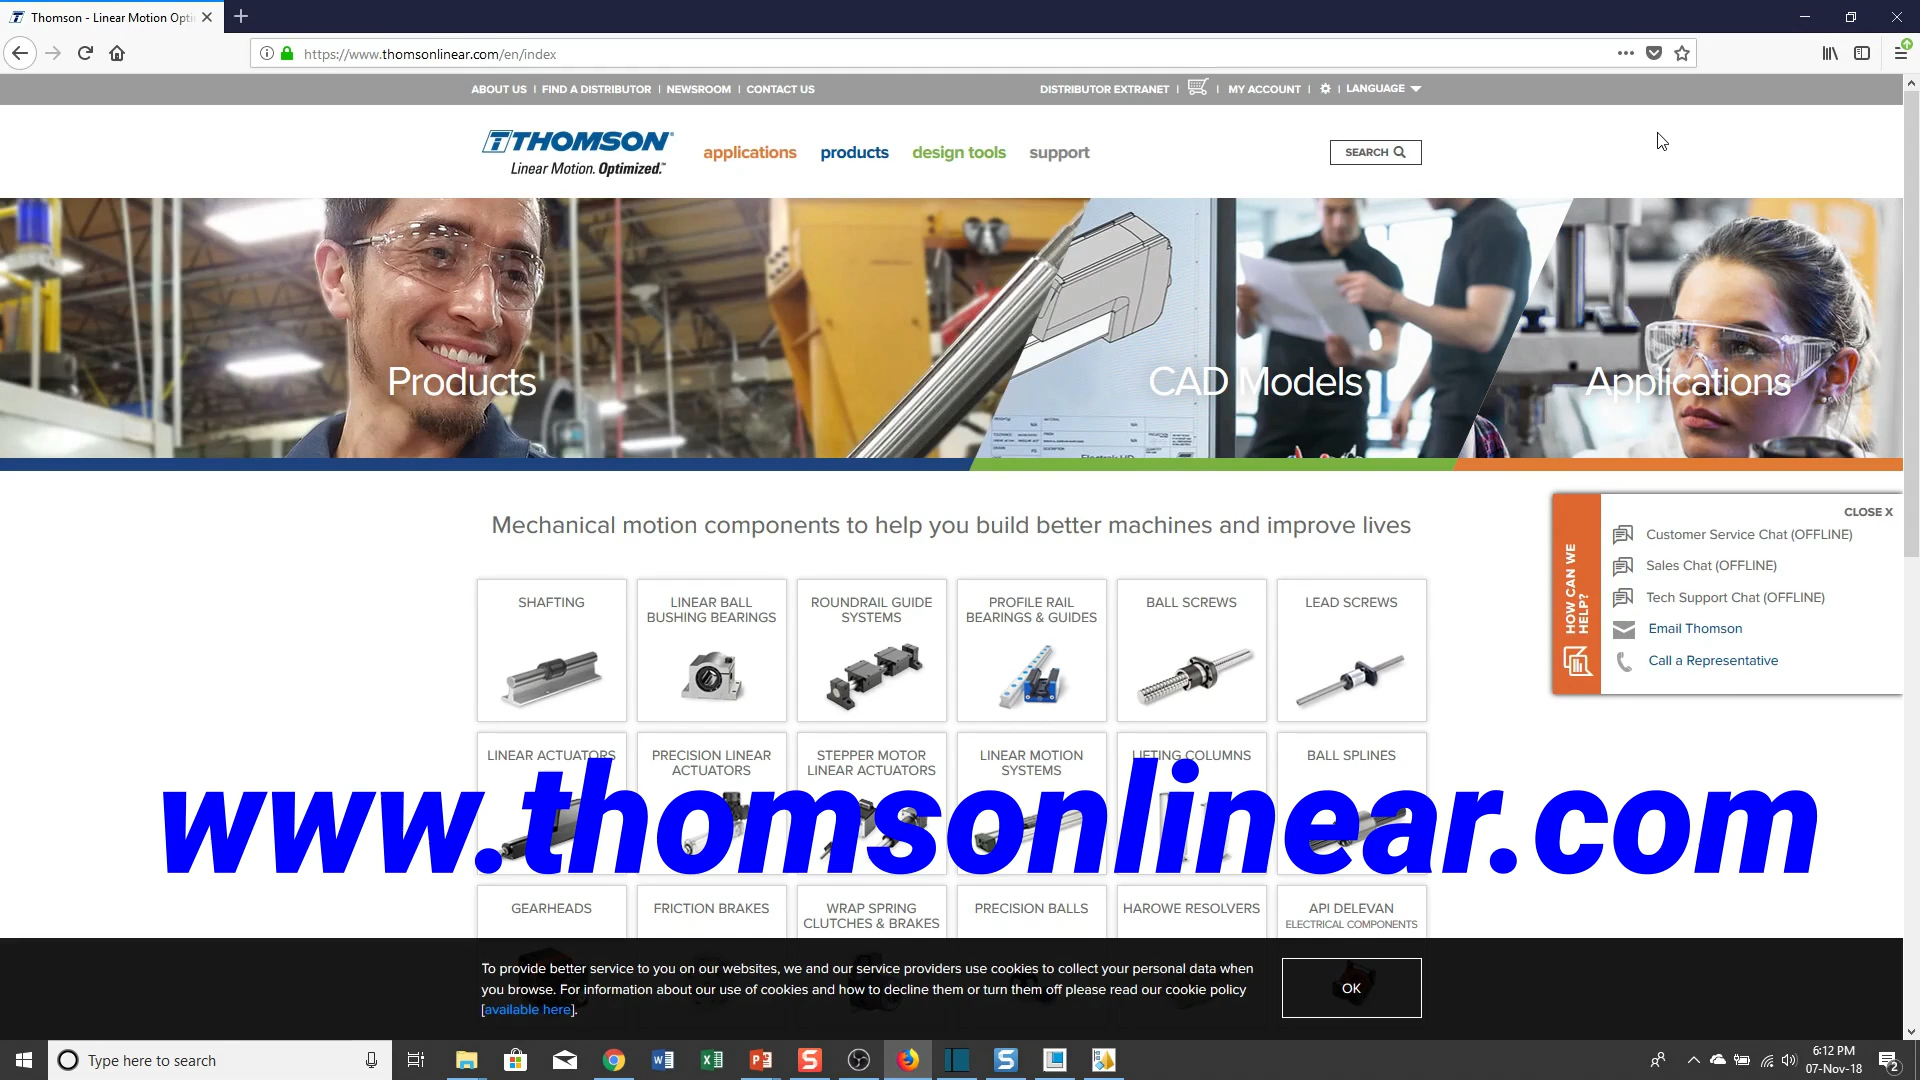 Thomson - Linear Motion Opti
https://www.thomsonlinear.com/en/index
ABOUT US | FIND A DISTRIBUTOR | NEWSROOM | CONTACT US
DISTRIBUTOR EXTRANET | | MY ACCOUNT | | LANGUAGE
THOMSON
Linear Motion. Optimized.™
applications products design tools support
SEARCH
Products
CAD Models
Applications
Mechanical motion components to help you build better machines and improve lives
HOW CAN WE
HELP?
CLOSE X
Customer Service Chat (OFFLINE)
Sales Chat (OFFLINE)
Tech Support Chat (OFFLINE)
Email Thomson
Call a Representative
SHAFTING
LINEAR BALL
BUSHING BEARINGS
ROUNDRAIL GUIDE
SYSTEMS
PROFILE RAIL
BEARINGS & GUIDES
BALL SCREWS
LEAD SCREWS
LINEAR ACTUATORS
PRECISION LINEAR
ACTUATORS
STEPPER MOTOR
LINEAR ACTUATORS
LINEAR MOTION
SYSTEMS
LIFTING COLUMNS
BALL SPLINES
www.thomsonlinear.com
GEARHEADS
FRICTION BRAKES
WRAP SPRING
CLUTCHES & BRAKES
PRECISION BALLS
HAROWE RESOLVERS
API DELEVAN
ELECTRICAL COMPONENTS
To provide better service to you on our websites, we and our service providers use cookies to collect your personal data when
you browse. For information about our use of cookies and how to decline them or turn them off please read our cookie policy
[available here].
OK
Type here to search
6:12 PM
07-Nov-18
2